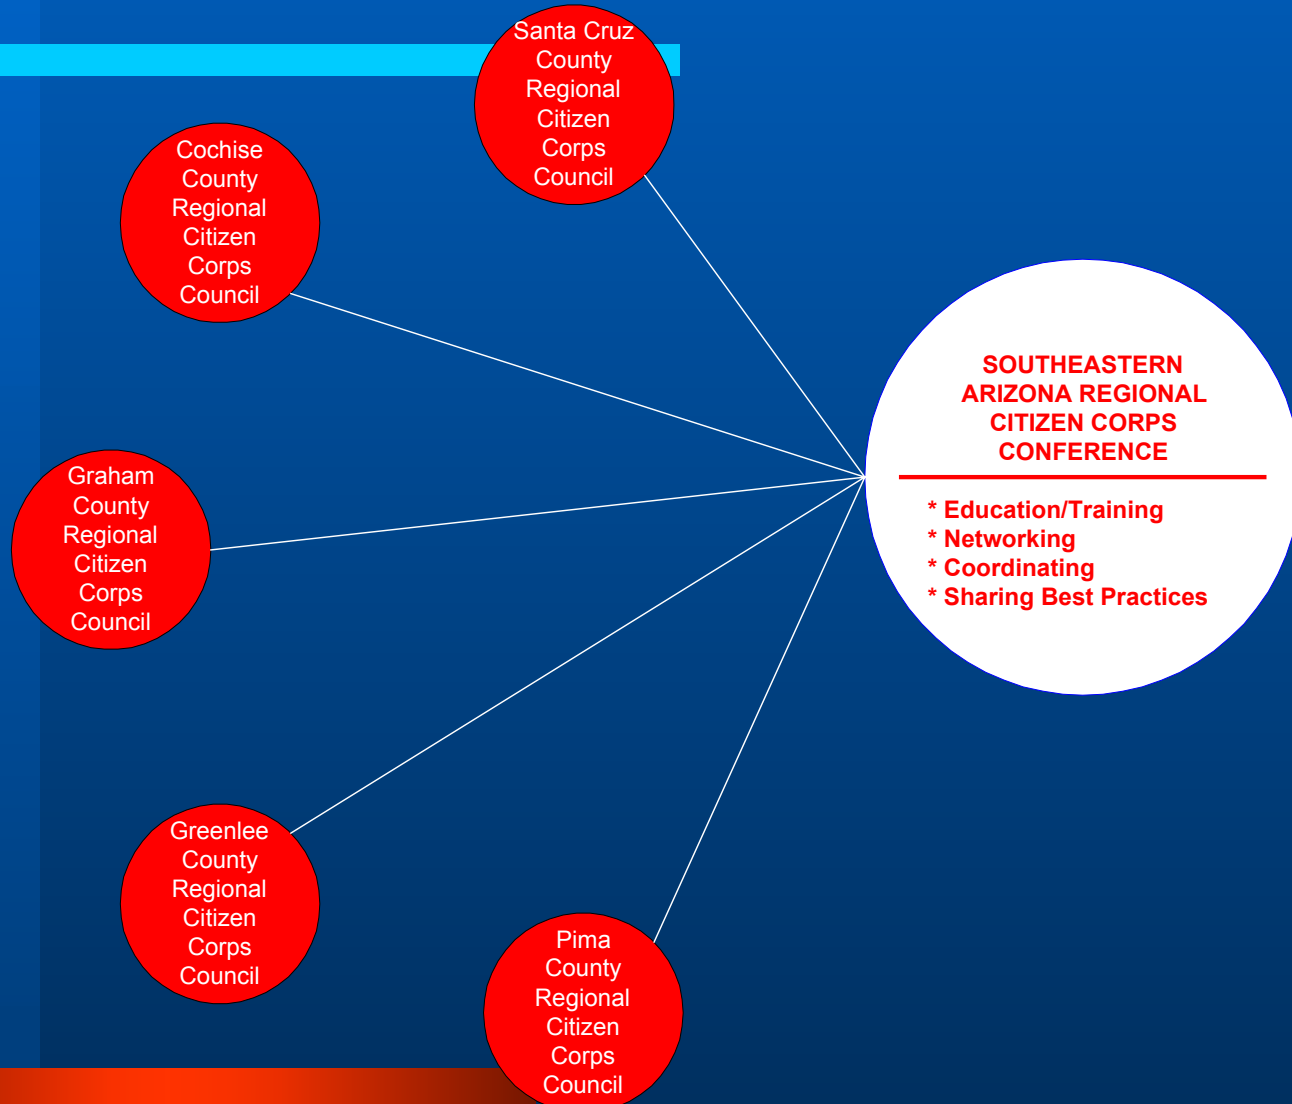 Santa Cruz
County
Regional
Citizen
Corps
Council
Cochise
County
Regional
Citizen
Corps
Council
Graham
County
Regional
Citizen
Corps
Council
Greenlee
County
Regional
Citizen
Corps
Council
Pima
County
Regional
Citizen
Corps
Council
SOUTHEASTERN
ARIZONA REGIONAL
CITIZEN CORPS
CONFERENCE
* Education/Training
* Networking
* Coordinating
* Sharing Best Practices